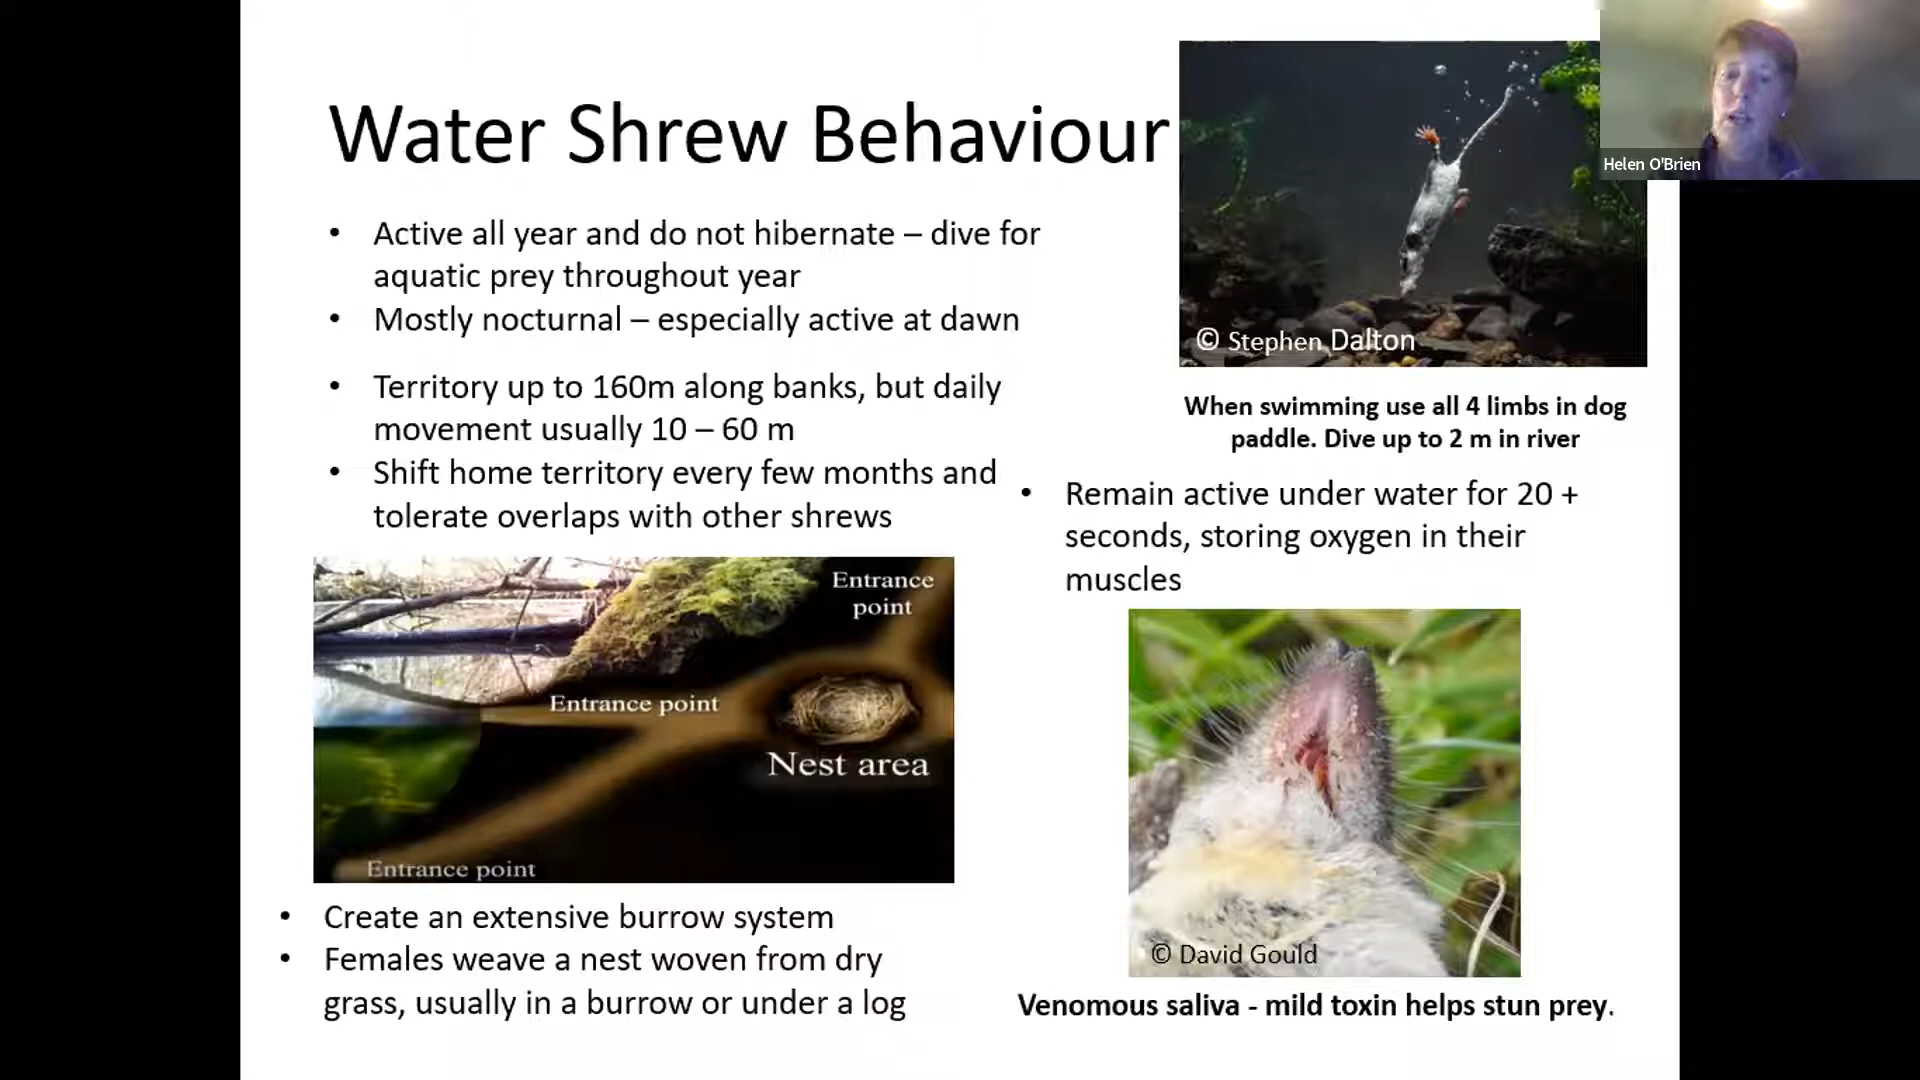 Water Shrew Behaviour
Helen O'Brien
• Active all year and do not hibernate – dive for
aquatic prey throughout year
• Mostly nocturnal – especially active at dawn
• Territory up to 160m along banks, but daily
movement usually 10 – 60 m
• Shift home territory every few months and
tolerate overlaps with other shrews
Entrance
point
Entrance point
Nest area
Entrance point
• Create an extensive burrow system
• Females weave a nest woven from dry
grass, usually in a burrow or under a log
© Stephen Dalton
When swimming use all 4 limbs in dog
paddle. Dive up to 2 m in river
• Remain active under water for 20 +
seconds, storing oxygen in their
muscles
© David Gould
Venomous saliva - mild toxin helps stun prey.